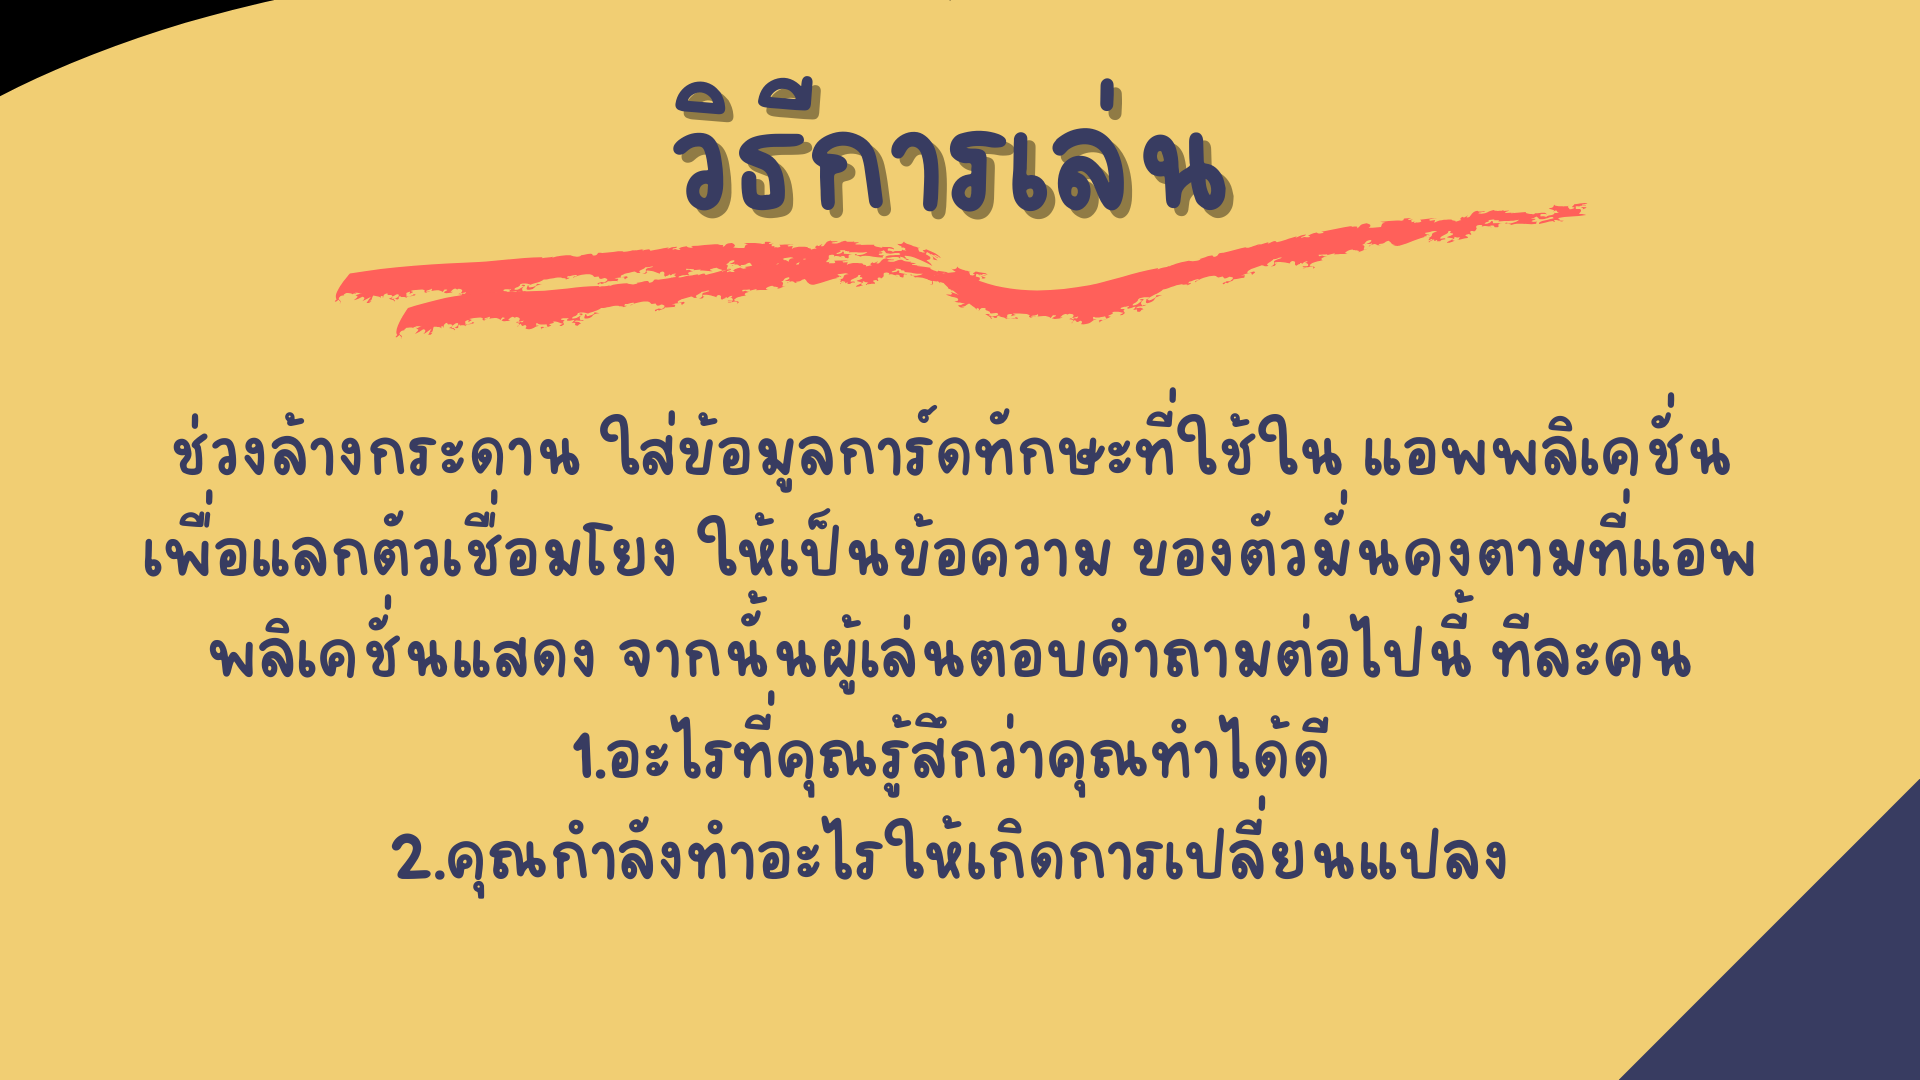 วิธีการเล่น
ช่วงล้างกระดาน ใส่ข้อมูลการ์ดทักษะที่ใช้ใน แอพพลิเคชั่น
เพื่อแลกตัวเชื่อมโยง ให้เป็นข้อความ ของตัวมั่นคงตามที่แอพ
พลิเคชั่นแสดง จากนั้นผู้เล่นตอบคำถามต่อไปนี้ ทีละคน
1.อะไรที่คุณรู้สึกว่าคุณทำได้ดี
2.คุณกำลังทำอะไรให้เกิดการเปลี่ยนแปลง